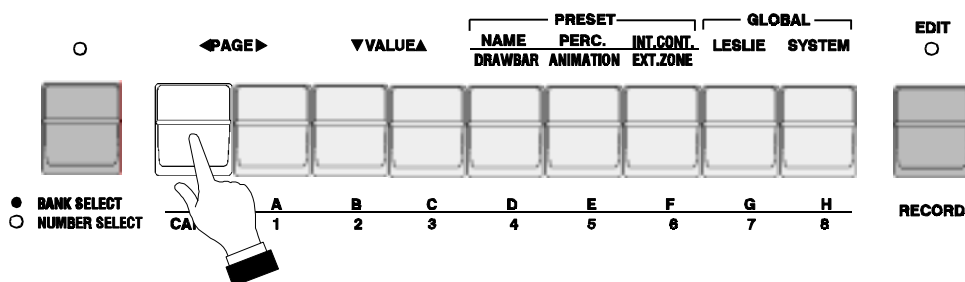 PRESET GLOBAL
◀PAGE▶ ▼VALUE▲ NAME PERC. INT.CONT. LESLIE SYSTEM EDIT
DRAWBAR ANIMATION EXT.ZONE
● BANK SELECT A B C D E F G H
○ NUMBER SELECT 1 2 3 4 5 6 7 8
RECORD